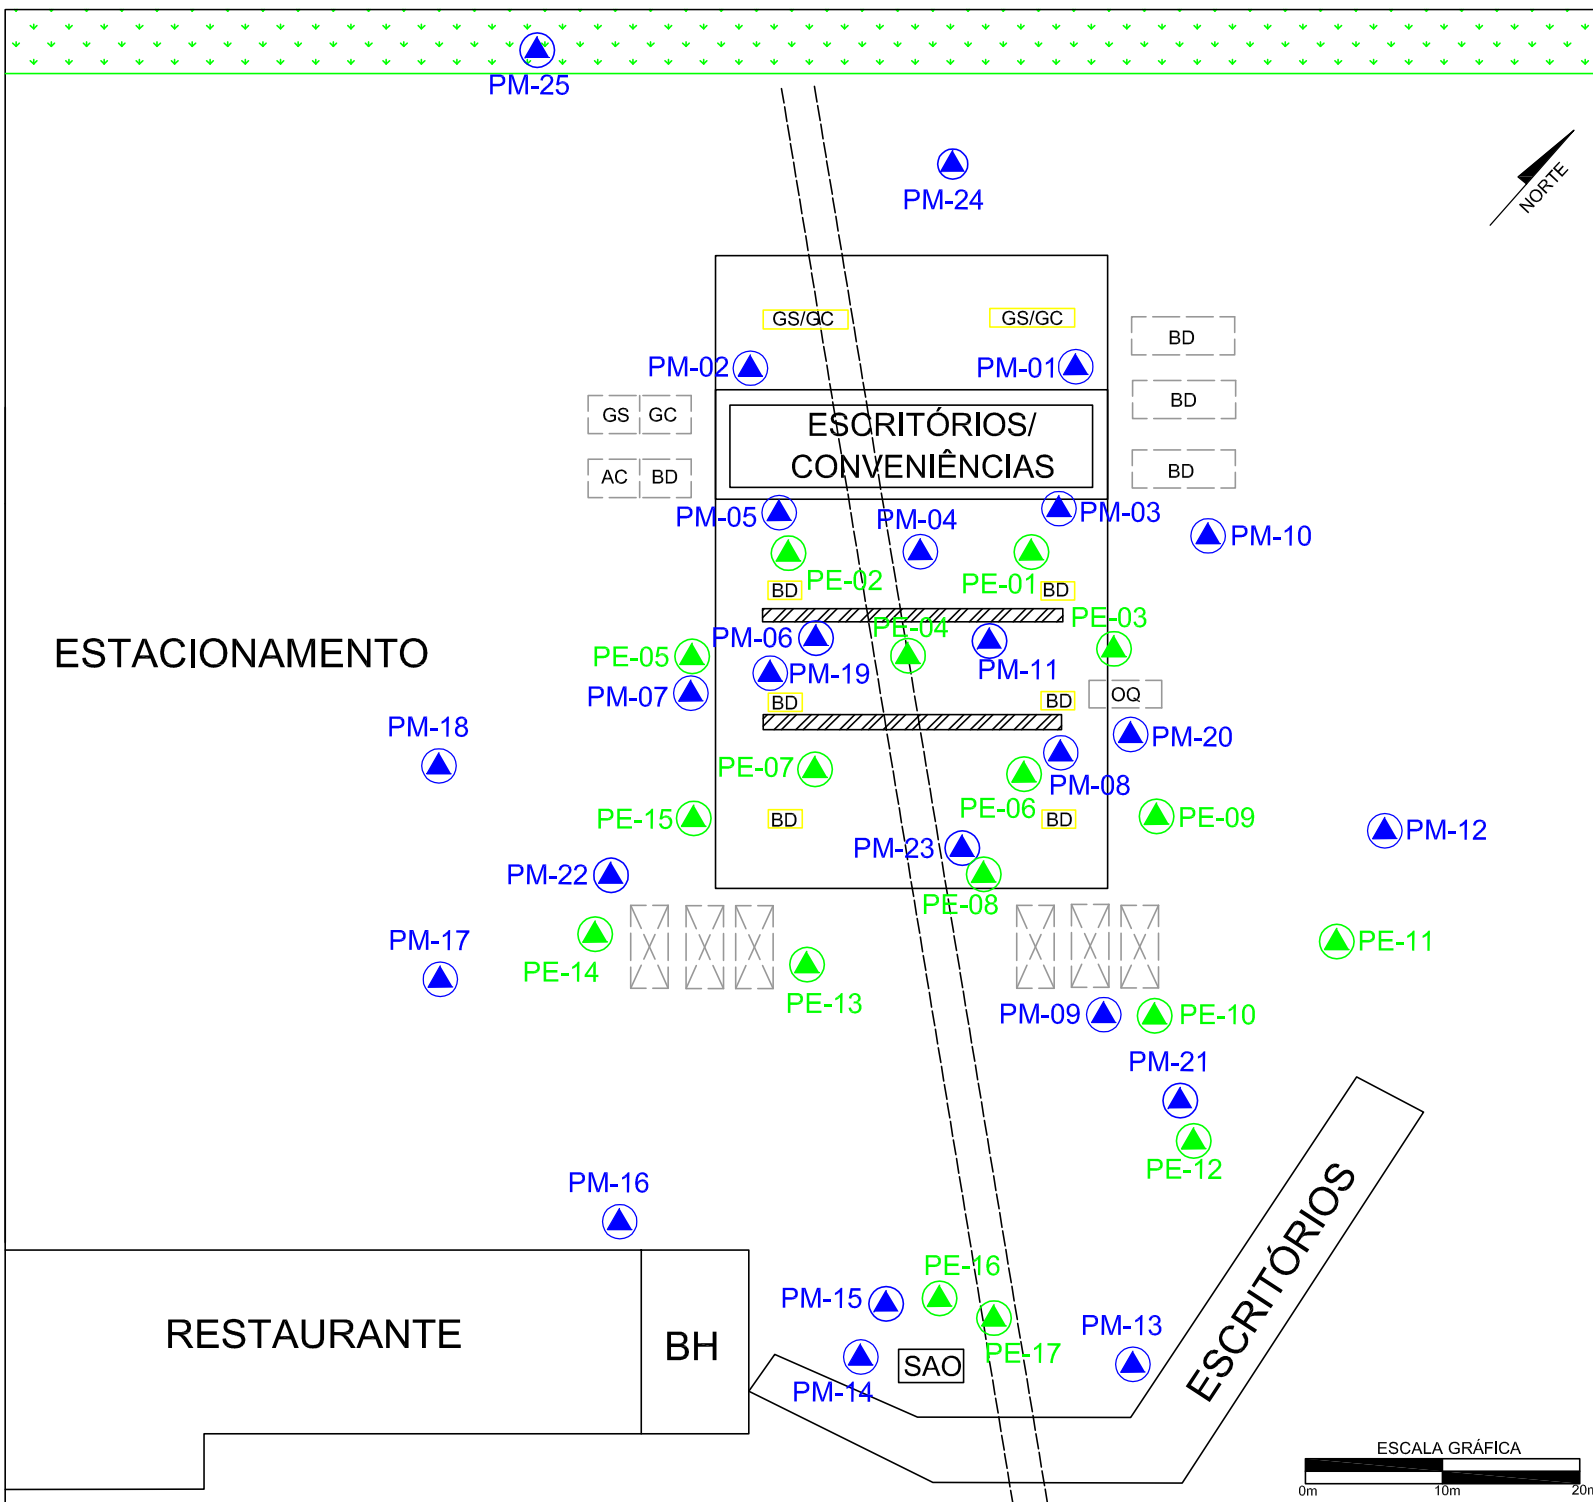 PM-25
PM-24
NORTE
GS/GC
GS/GC
BD
PM-02
PM-01
BD
GS
GC
ESCRITÓRIOS/
CONVENIÊNCIAS
AC
BD
BD
PM-05
PM-04
PM-03
PM-10
PE-02
PE-01
BD
BD
PE-03
PE-04
ESTACIONAMENTO
PM-06
PE-05
PM-19
PM-11
PM-07
BD
BD
OQ
PM-18
PM-20
PE-07
PM-08
PE-06
PE-15
BD
BD
PE-09
PM-12
PM-23
PM-22
PE-08
PM-17
PE-11
PE-14
PE-13
PM-09
PE-10
PM-21
PE-12
PM-16
ESCRITÓRIOS
PE-16
PM-15
PM-13
RESTAURANTE
BH
PE-17
SAO
PM-14
ESCALA GRÁFICA
0m
10m
20m